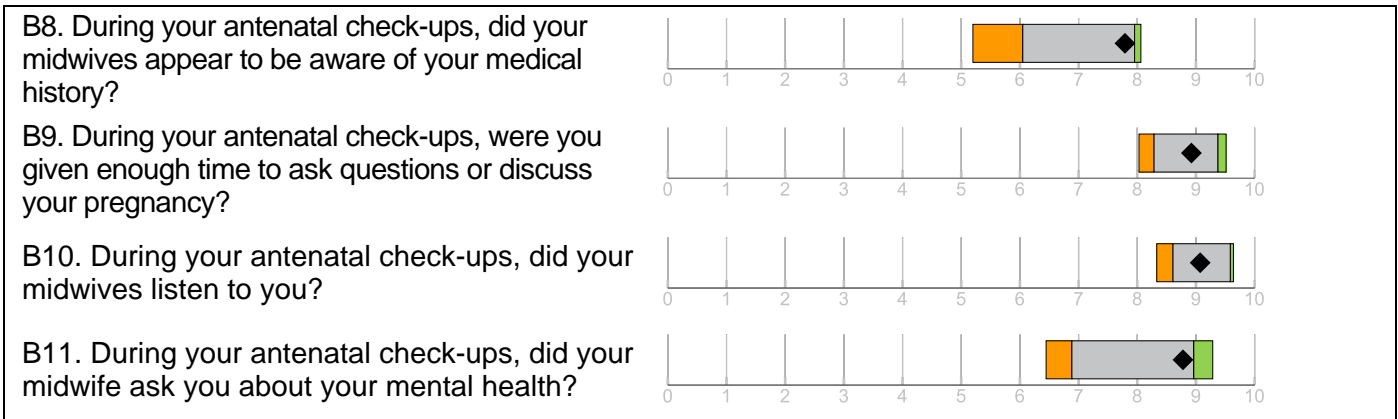 B8. During your antenatal check-ups, did your
midwives appear to be aware of your medical
history?
0 1 2 3 4 5 6 7 8 9 10
B9. During your antenatal check-ups, were you
given enough time to ask questions or discuss
your pregnancy?
0 1 2 3 4 5 6 7 8 9 10
B10. During your antenatal check-ups, did your
midwives listen to you?
0 1 2 3 4 5 6 7 8 9 10
B11. During your antenatal check-ups, did your
midwife ask you about your mental health?
0 1 2 3 4 5 6 7 8 9 10